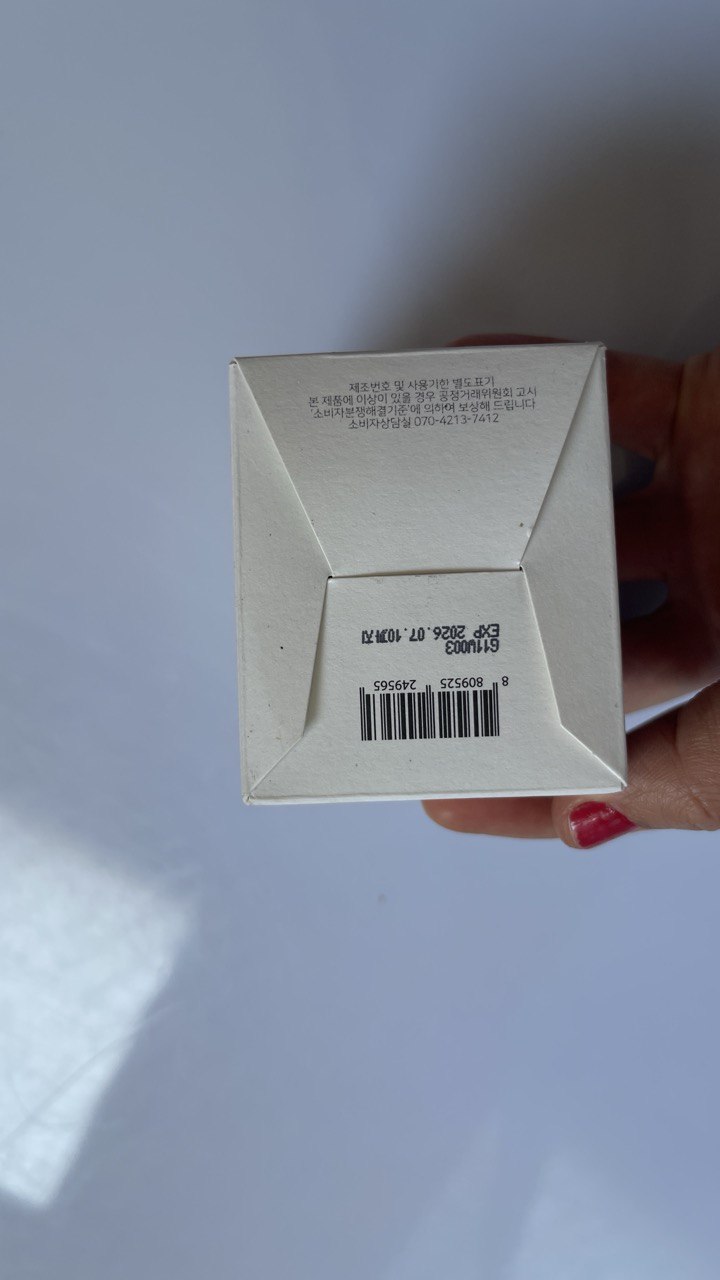 제조번호 및 사용기한 별도표기
본 제품에 이상이 있을 경우 공정거래위원회 고시
'소비자분쟁해결기준'에 의하여 보상해 드립니다
소비자상담실 070-4213-7412
G11W003
EXP 2026.07.10까지
8 809525 249565